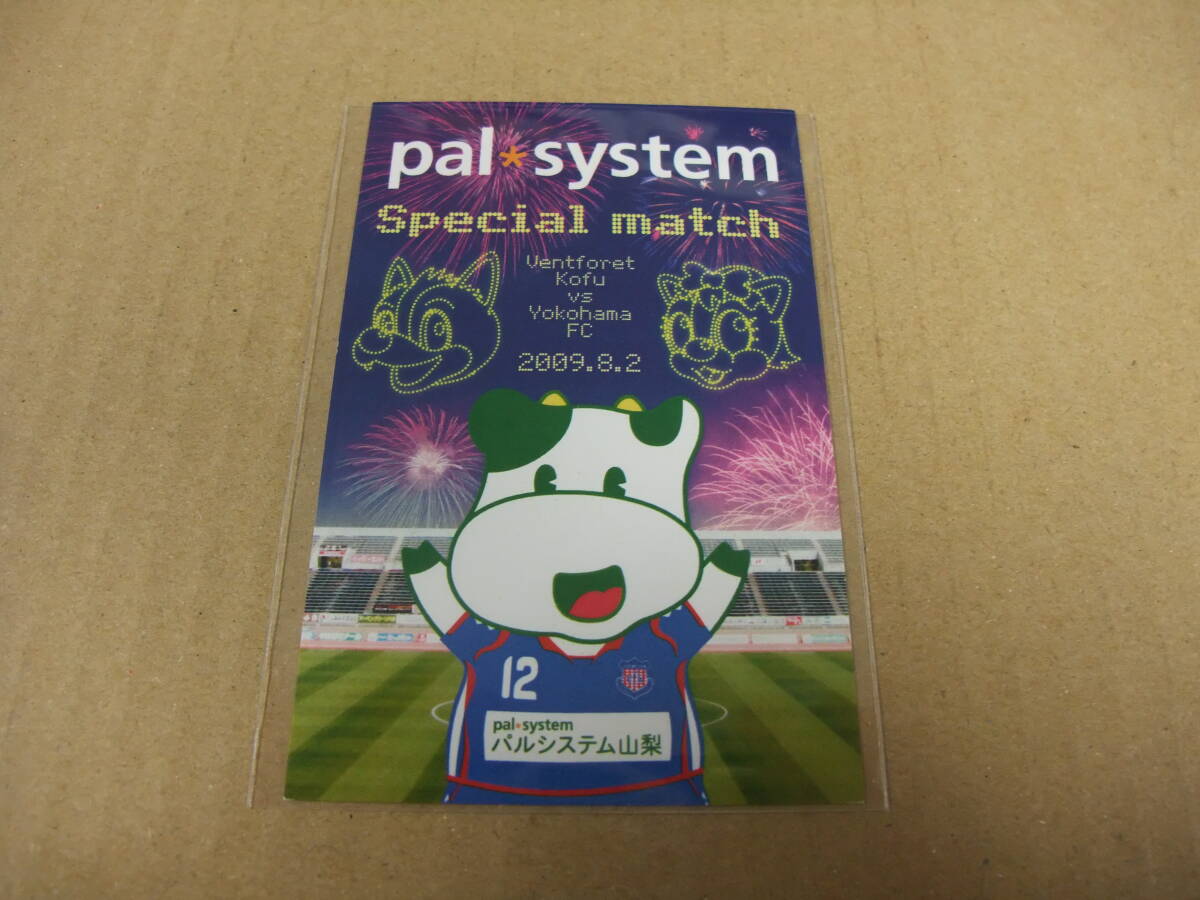 pal*system
Special match
Ventforet
Kofu
vs
Yokohama
FC
2009.8.2
12
pal*system
パルシステム山梨